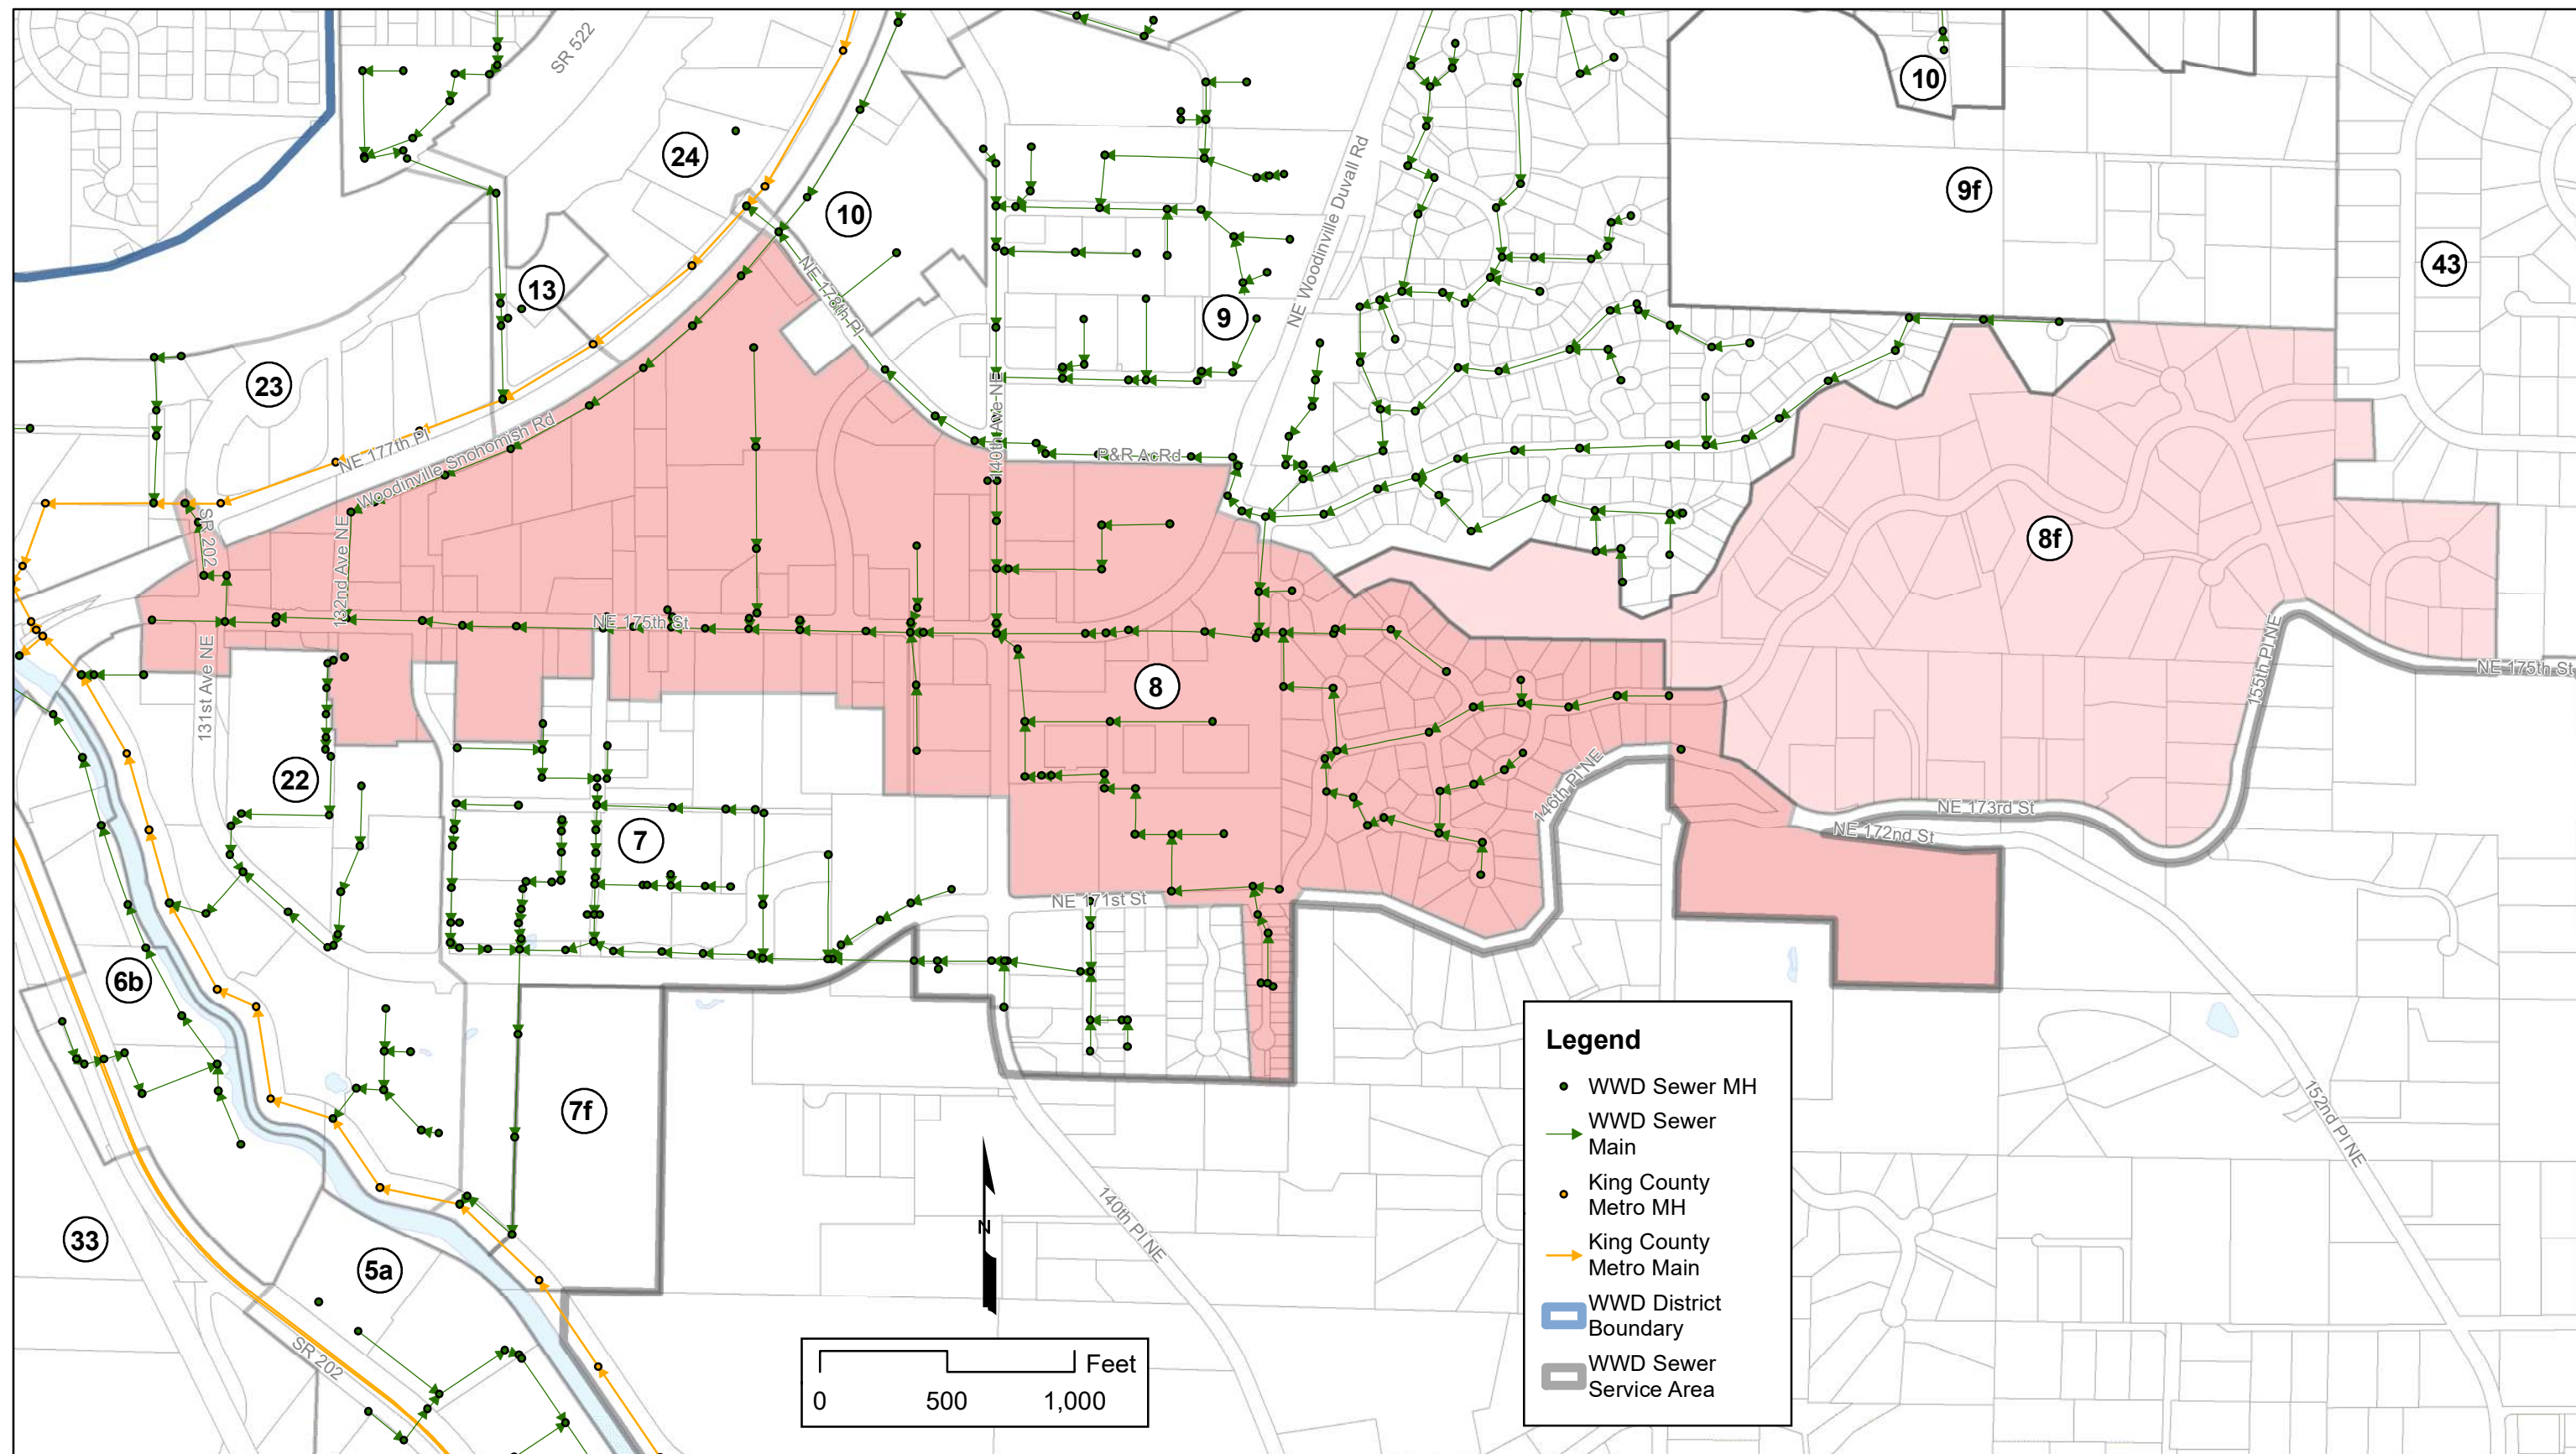 SR 522
10
24
9f
10
43
13
NE 178th Pl
NE Woodinville Duvall Rd
9
23
140th Ave NE
NE 177th Pl
Woodinville Snohomish Rd
P&R AcRd
SR 202
132nd Ave NE
8f
NE 175th St
155th Pl NE
NE 175th St
131st Ave NE
8
22
146th Pl NE
NE 173rd St
NE 172nd St
7
NE 171st St
6b
7f
152nd Pl NE
140th Pl NE
33
5a
SR 202
N
Feet
0 500 1,000
Legend
WWD Sewer MH
WWD Sewer
Main
King County
Metro MH
King County
Metro Main
WWD District
Boundary
WWD Sewer
Service Area